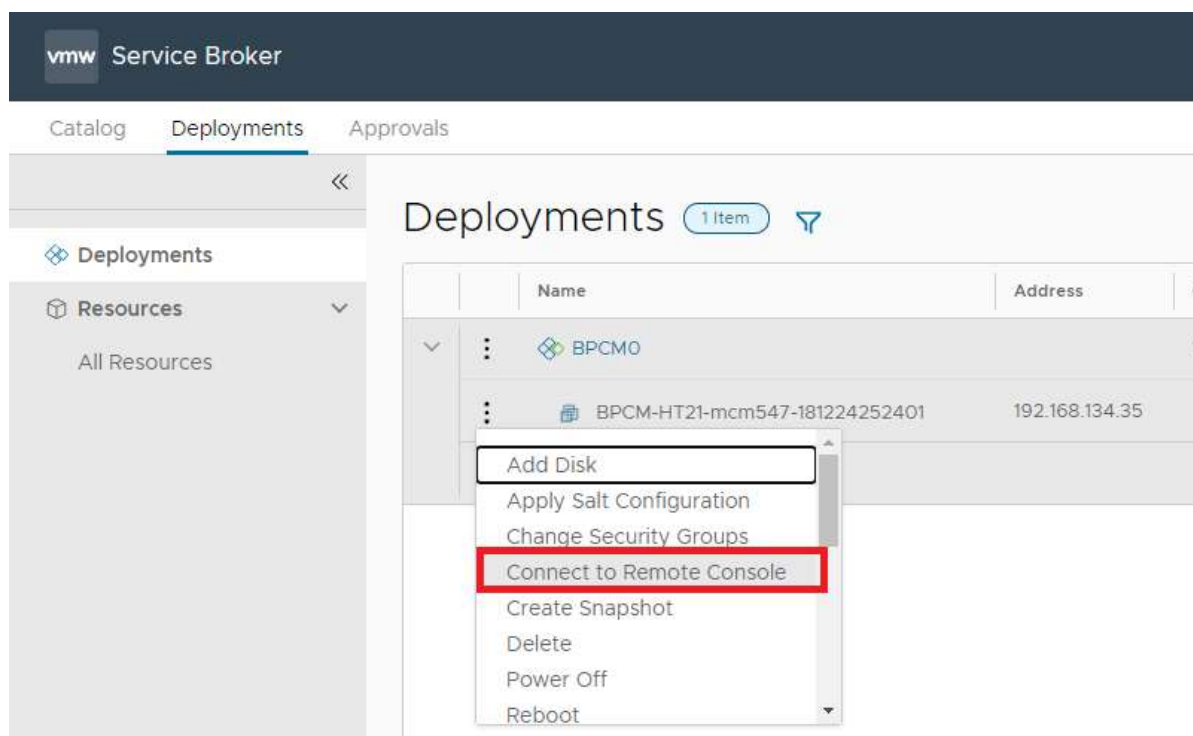 vmw Service Broker
Catalog Deployments Approvals
Deployments 1 Item
Deployments
Resources
All Resources
Name Address
BPCM0
BPCM-HT21-mcm547-181224252401 192.168.134.35
Add Disk
Apply Salt Configuration
Change Security Groups
Connect to Remote Console
Create Snapshot
Delete
Power Off
Reboot